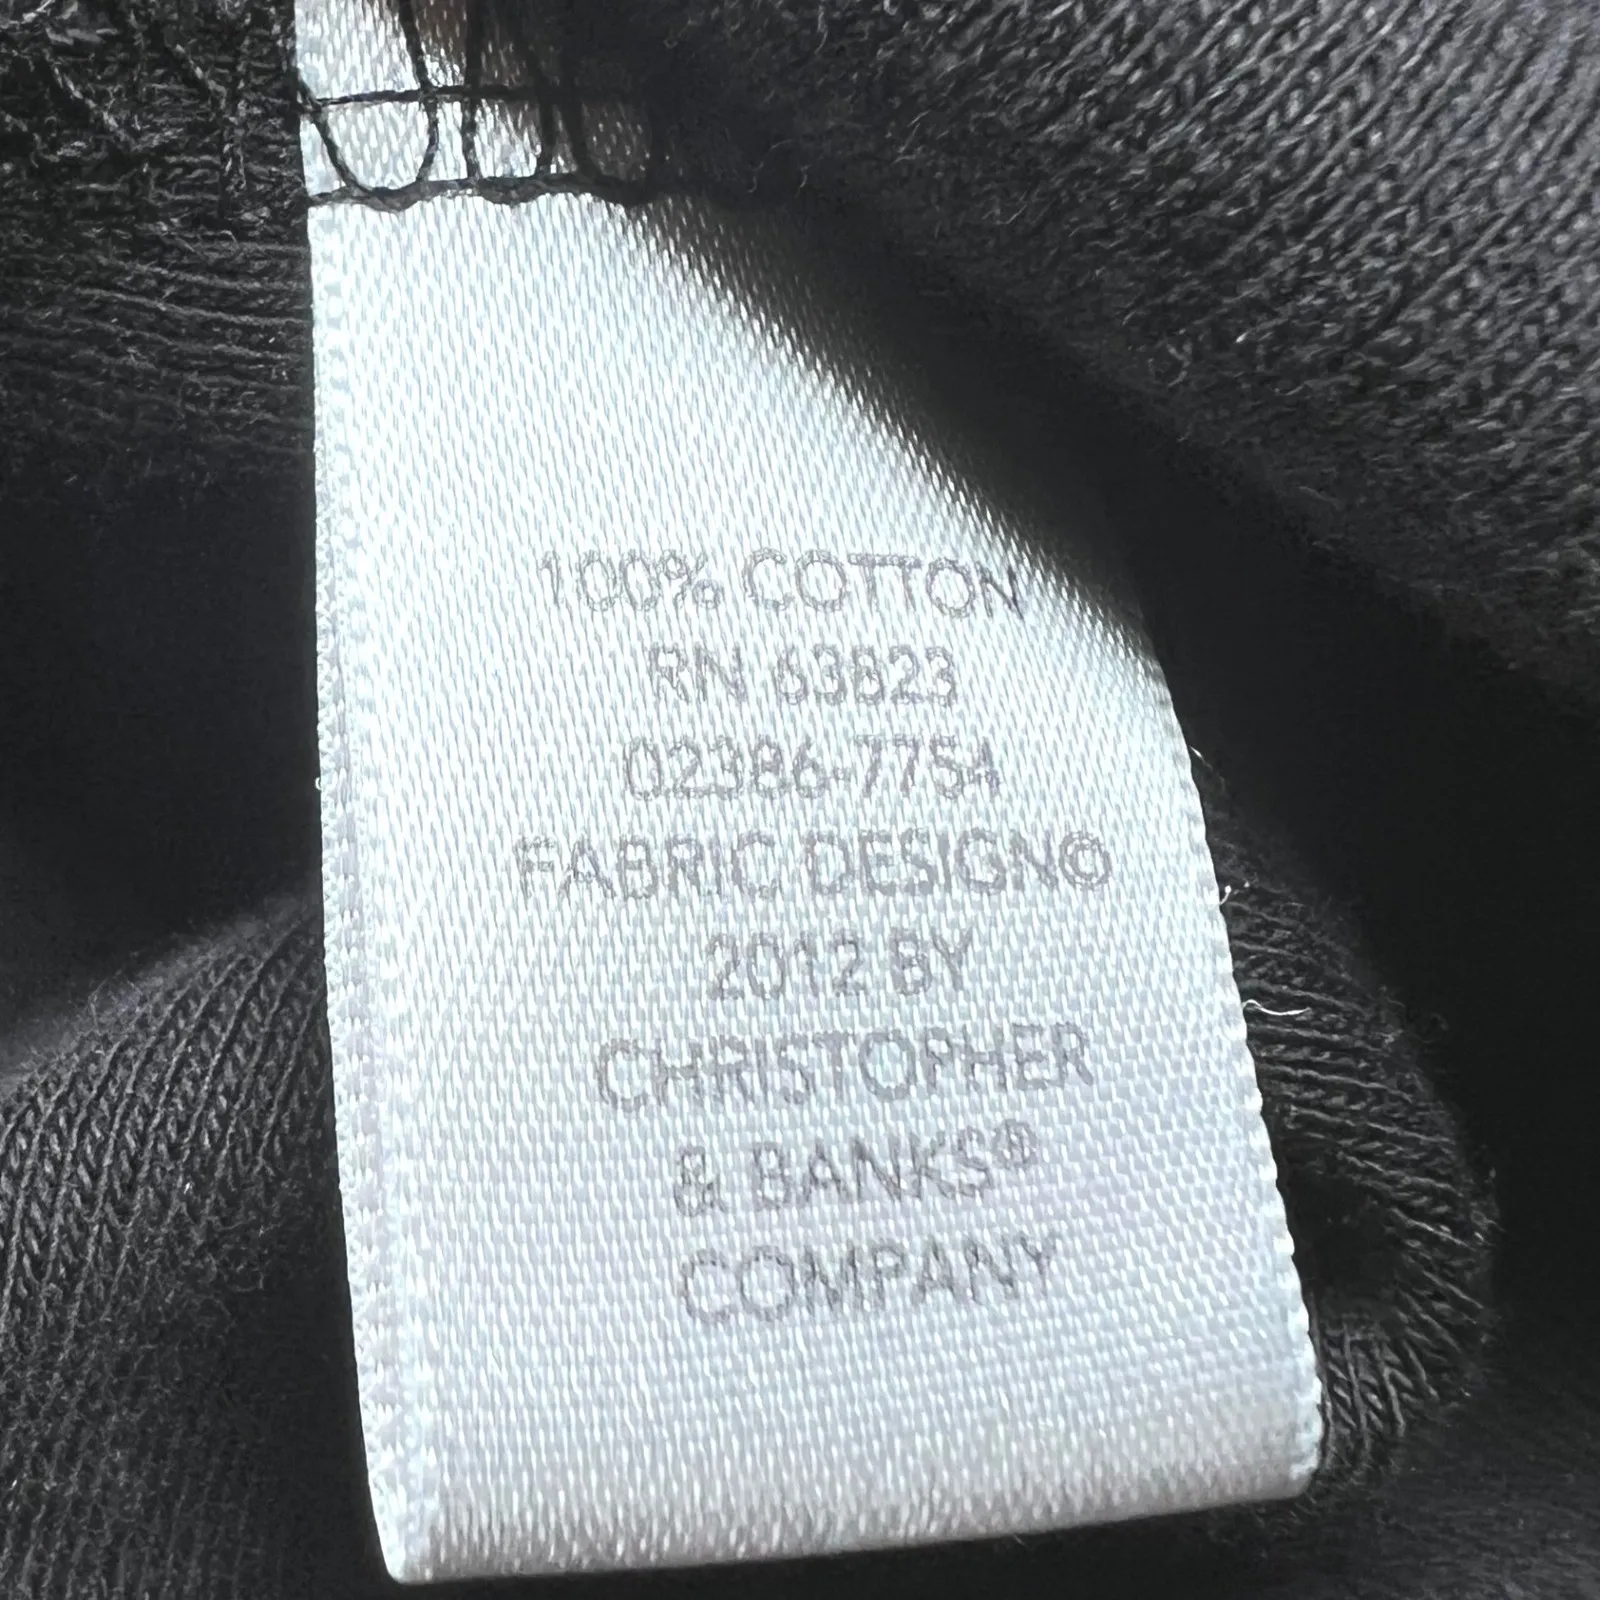 100% COTTON
RN 63823
02386-7754
FABRIC DESIGN©
2012 BY
CHRISTOPHER
& BANKS®
COMPANY